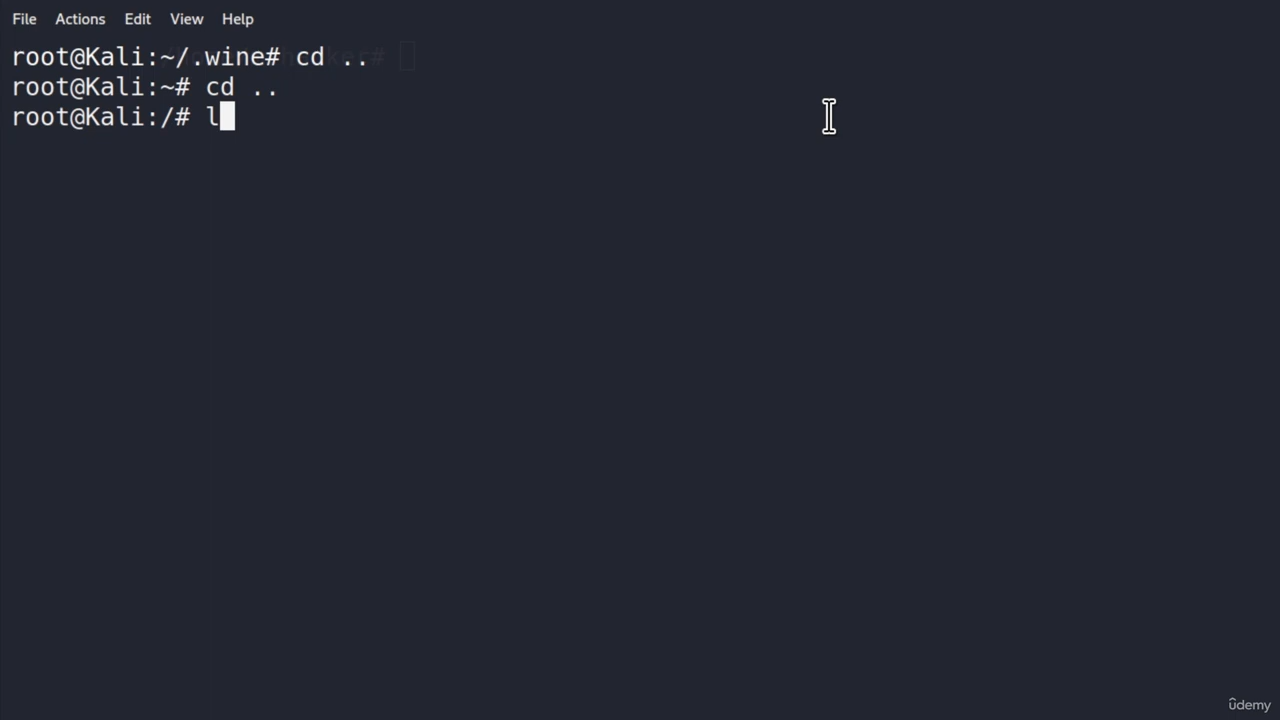 File Actions Edit View Help
root@Kali:~/.wine# cd ..
root@Kali:~# cd ..
root@Kali:/# l
ûdemy